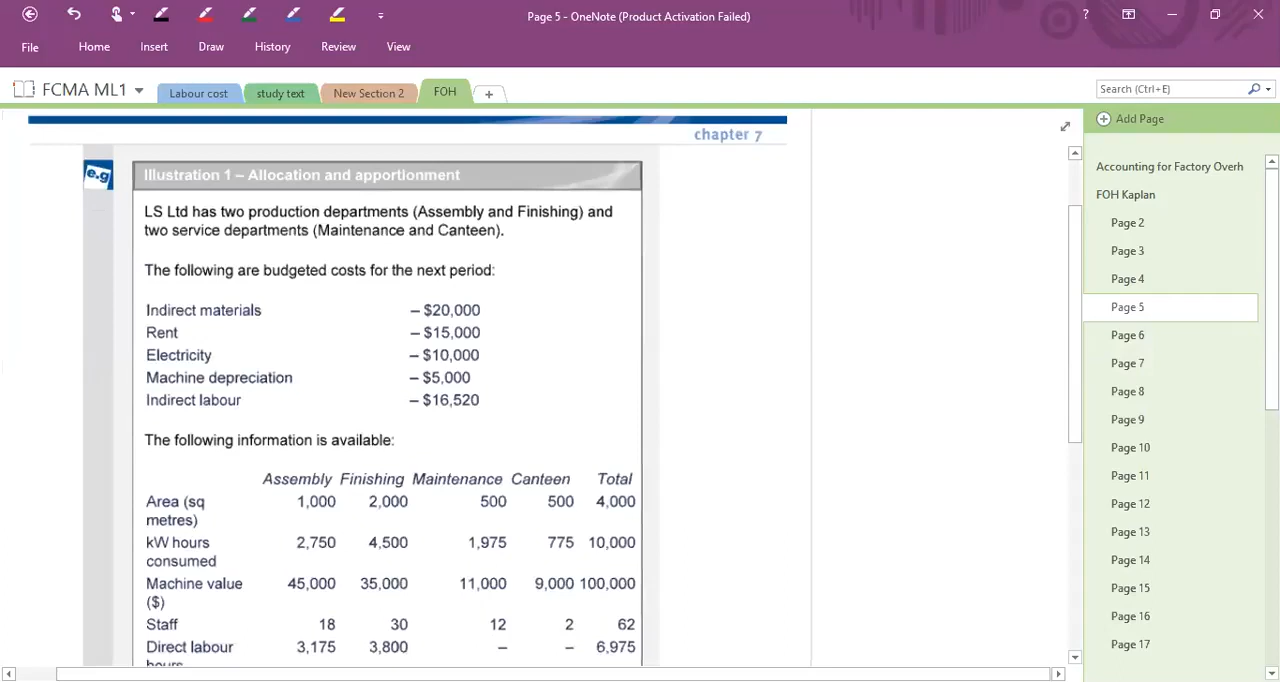 Page 5 - OneNote (Product Activation Failed)
?
File Home Insert Draw History Review View
FCMA ML1 Labour cost study text New Section 2 FOH +
Search (Ctrl+E)
Add Page
chapter 7
e.g Illustration 1 – Allocation and apportionment
LS Ltd has two production departments (Assembly and Finishing) and
two service departments (Maintenance and Canteen).
The following are budgeted costs for the next period:
Indirect materials – $20,000
Rent – $15,000
Electricity – $10,000
Machine depreciation – $5,000
Indirect labour – $16,520
The following information is available:
Assembly Finishing Maintenance Canteen Total
Area (sq 1,000 2,000 500 500 4,000
metres)
kW hours 2,750 4,500 1,975 775 10,000
consumed
Machine value 45,000 35,000 11,000 9,000 100,000
($)
Staff 18 30 12 2 62
Direct labour 3,175 3,800 – – 6,975
hours
Accounting for Factory Overh
FOH Kaplan
Page 2
Page 3
Page 4
Page 5
Page 6
Page 7
Page 8
Page 9
Page 10
Page 11
Page 12
Page 13
Page 14
Page 15
Page 16
Page 17